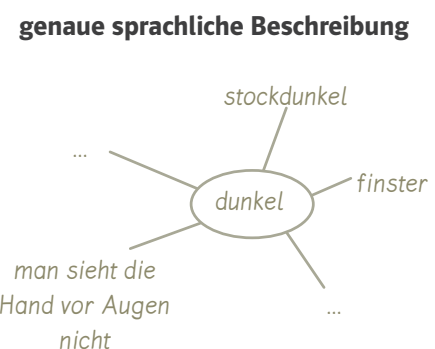 genaue sprachliche Beschreibung
stockdunkel
...
finster
dunkel
man sieht die
Hand vor Augen
nicht
...